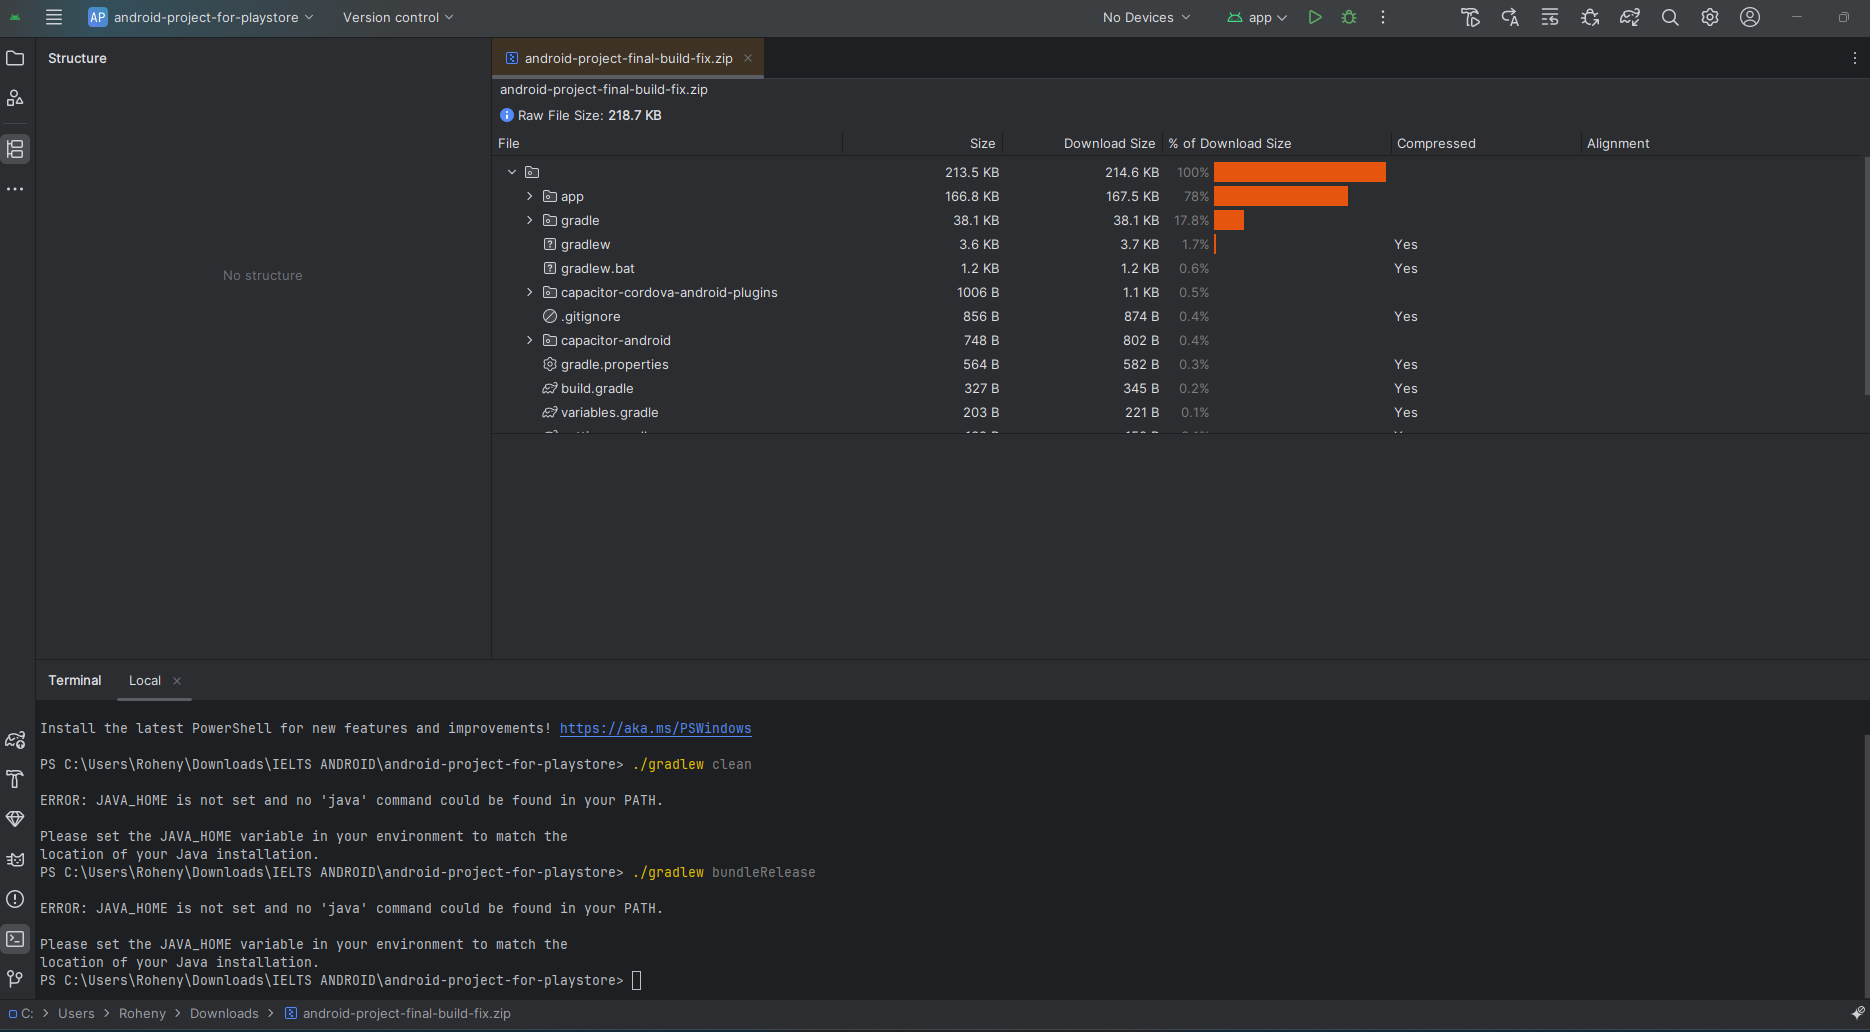 AP android-project-for-playstore Version control No Devices app
Structure
android-project-final-build-fix.zip
android-project-final-build-fix.zip
Raw File Size: 218.7 KB
File Size Download Size % of Download Size Compressed Alignment
213.5 KB 214.6 KB 100%
app 166.8 KB 167.5 KB 78%
gradle 38.1 KB 38.1 KB 17.8%
gradlew 3.6 KB 3.7 KB 1.7% Yes
gradlew.bat 1.2 KB 1.2 KB 0.6% Yes
capacitor-cordova-android-plugins 1006 B 1.1 KB 0.5%
.gitignore 856 B 874 B 0.4% Yes
capacitor-android 748 B 802 B 0.4%
gradle.properties 564 B 582 B 0.3% Yes
build.gradle 327 B 345 B 0.2% Yes
variables.gradle 203 B 221 B 0.1% Yes
No structure
Terminal Local
Install the latest PowerShell for new features and improvements! https://aka.ms/PSWindows
PS C:\Users\Roheny\Downloads\IELTS ANDROID\android-project-for-playstore> ./gradlew clean
ERROR: JAVA_HOME is not set and no 'java' command could be found in your PATH.
Please set the JAVA_HOME variable in your environment to match the
location of your Java installation.
PS C:\Users\Roheny\Downloads\IELTS ANDROID\android-project-for-playstore> ./gradlew bundleRelease
ERROR: JAVA_HOME is not set and no 'java' command could be found in your PATH.
Please set the JAVA_HOME variable in your environment to match the
location of your Java installation.
PS C:\Users\Roheny\Downloads\IELTS ANDROID\android-project-for-playstore>
C: > Users > Roheny > Downloads > android-project-final-build-fix.zip